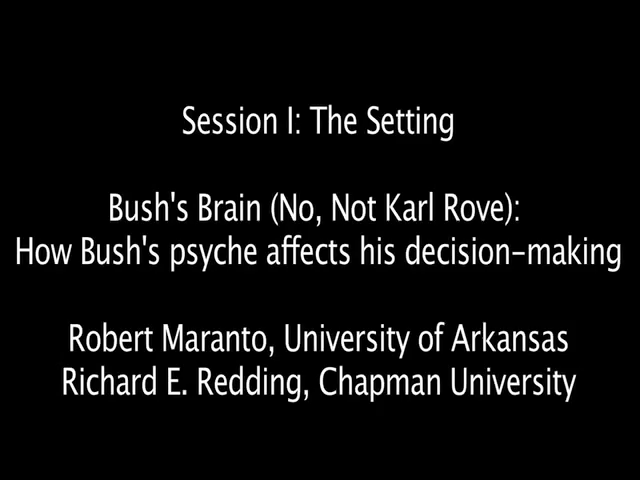 Session I: The Setting
Bush's Brain (No, Not Karl Rove):
How Bush's psyche affects his decision-making
Robert Maranto, University of Arkansas
Richard E. Redding, Chapman University